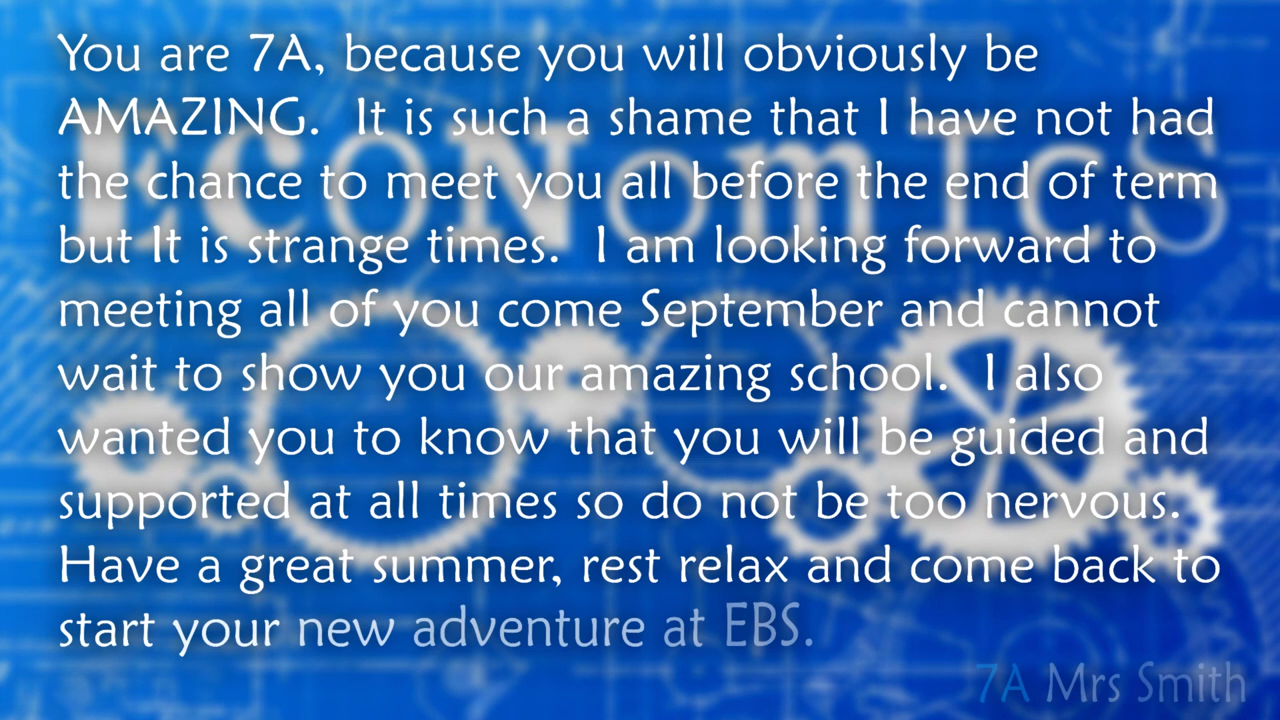 You are 7A, because you will obviously be
AMAZING.  It is such a shame that I have not had
the chance to meet you all before the end of term
but It is strange times.  I am looking forward to
meeting all of you come September and cannot
wait to show you our amazing school.  I also
wanted you to know that you will be guided and
supported at all times so do not be too nervous.
Have a great summer, rest relax and come back to
start your new adventure at EBS.
7A Mrs Smith
ECONomIcS